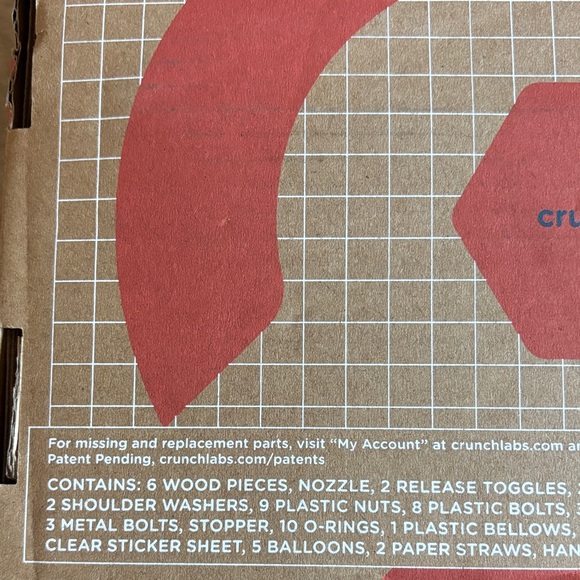 cru
For missing and replacement parts, visit “My Account” at crunchlabs.com
Patent Pending, crunchlabs.com/patents
CONTAINS: 6 WOOD PIECES, NOZZLE, 2 RELEASE TOGGLES,
2 SHOULDER WASHERS, 9 PLASTIC NUTS, 8 PLASTIC BOLTS,
3 METAL BOLTS, STOPPER, 10 O-RINGS, 1 PLASTIC BELLOWS,
CLEAR STICKER SHEET, 5 BALLOONS, 2 PAPER STRAWS, HAN